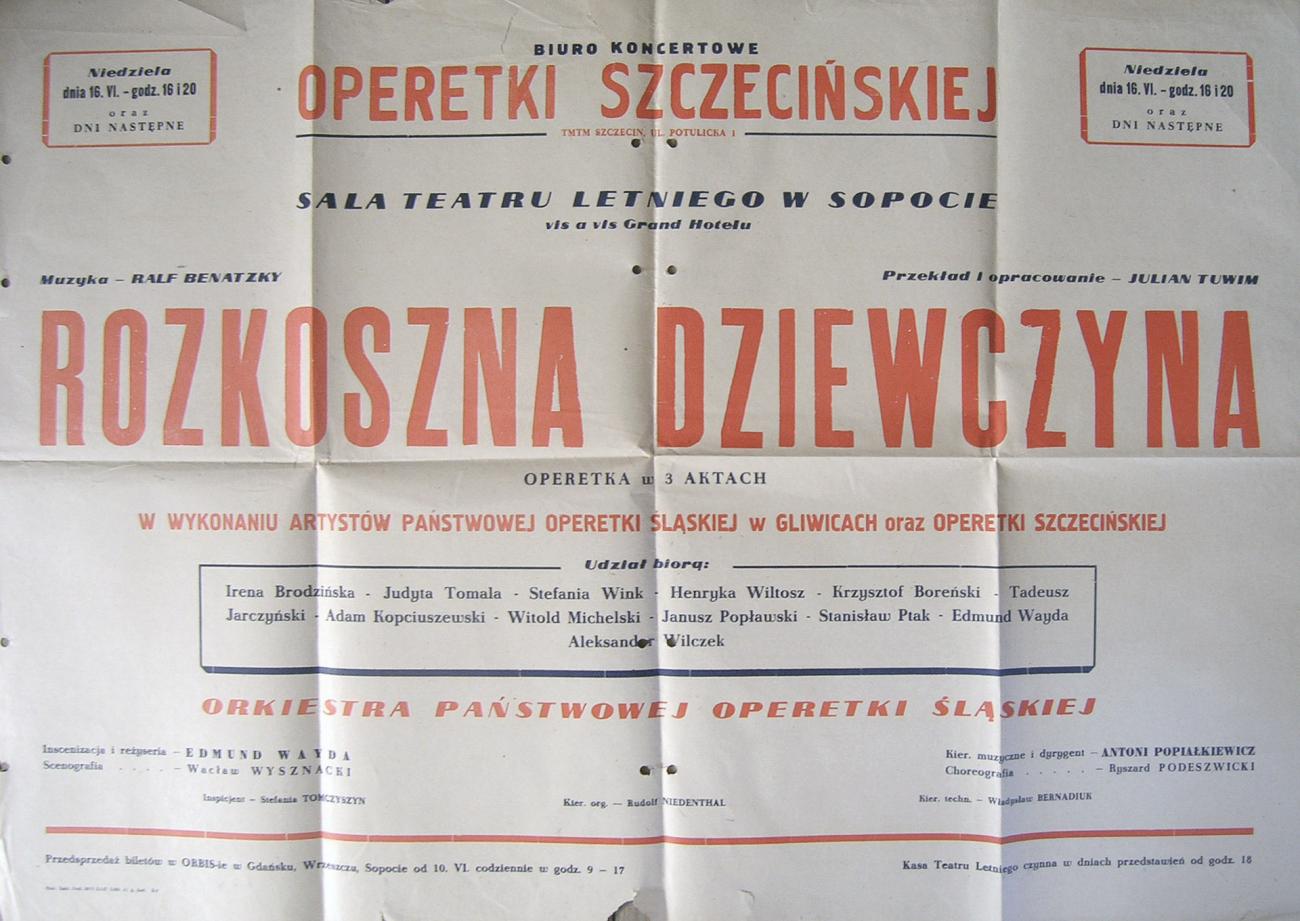 BIURO KONCERTOWE
OPERETKI SZCZECIŃSKIEJ
TMTM SZCZECIN, UL. POTULICKA 1
Niedziela
dnia 16. VI. – godz. 16 i 20
oraz
DNI NASTĘPNE
Niedziela
dnia 16. VI. – godz. 16 i 20
oraz
DNI NASTĘPNE
SALA TEATRU LETNIEGO W SOPOCIE
vis a vis Grand Hotelu
Muzyka – RALF BENATZKY
Przekład i opracowanie – JULIAN TUWIM
ROZKOSZNA DZIEWCZYNA
OPERETKA w 3 AKTACH
W WYKONANIU ARTYSTÓW PAŃSTWOWEJ OPERETKI ŚLĄSKIEJ w GLIWICACH oraz OPERETKI SZCZECIŃSKIEJ
Udział biorą:
Irena Brodzińska - Judyta Tomala - Stefania Wink - Henryka Wiltosz - Krzysztof Boreński - Tadeusz
Jarczyński - Adam Kopciuszewski - Witold Michelski - Janusz Popławski - Stanisław Ptak - Edmund Wayda
Aleksander Wilczek
ORKIESTRA PAŃSTWOWEJ OPERETKI ŚLĄSKIEJ
Inscenizacja i reżyseria – EDMUND WAYDA
Scenografia . . . . . – Wacław WYSZNACKI
Kier. muzyczne i dyrygent – ANTONI POPIAŁKIEWICZ
Choreografia . . . . . . – Ryszard PODESZWICKI
Inspicjent – Stefania TOMCZYSZYN
Kier. org. — Rudolf NIEDENTHAL
Kier. techn. – Władysław BERNADIUK
Przedsprzedaż biletów w ORBIS-ie w Gdańsku, Wrzeszczu, Sopocie od 10. VI. codziennie w godz. 9 – 17
Kasa Teatru Letniego czynna w dniach przedstawień od godz. 18